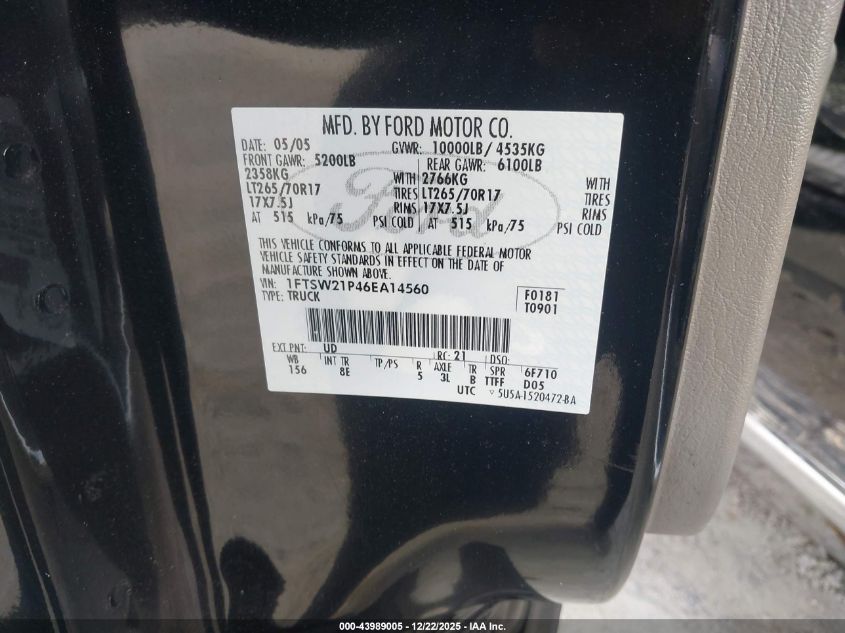 MFD. BY FORD MOTOR CO.
DATE: 05/05 GVWR: 10000LB / 4535KG
FRONT GAWR: 5200LB REAR GAWR: 6100LB
2358KG WITH 2766KG WITH
LT265/70R17 TIRES LT265/70R17 TIRES
17X7.5J RIMS 17X7.5J RIMS
AT 515 kPa/75 PSI COLD AT 515 kPa/75 PSI COLD
Ford
THIS VEHICLE CONFORMS TO ALL APPLICABLE FEDERAL MOTOR
VEHICLE SAFETY STANDARDS IN EFFECT ON THE DATE OF
MANUFACTURE SHOWN ABOVE.
VIN: 1FTSW21P46EA14560 F0181
TYPE: TRUCK T0901
EXT PNT: UD RC: 21 DSO:
WB INT TR TP/PS R AXLE TR SPR 6F710
156 8E 5 3L B TTFF D05
UTC ▽ 5U5A-1520472-BA
000-43989005 - 12/22/2025 - IAA Inc.